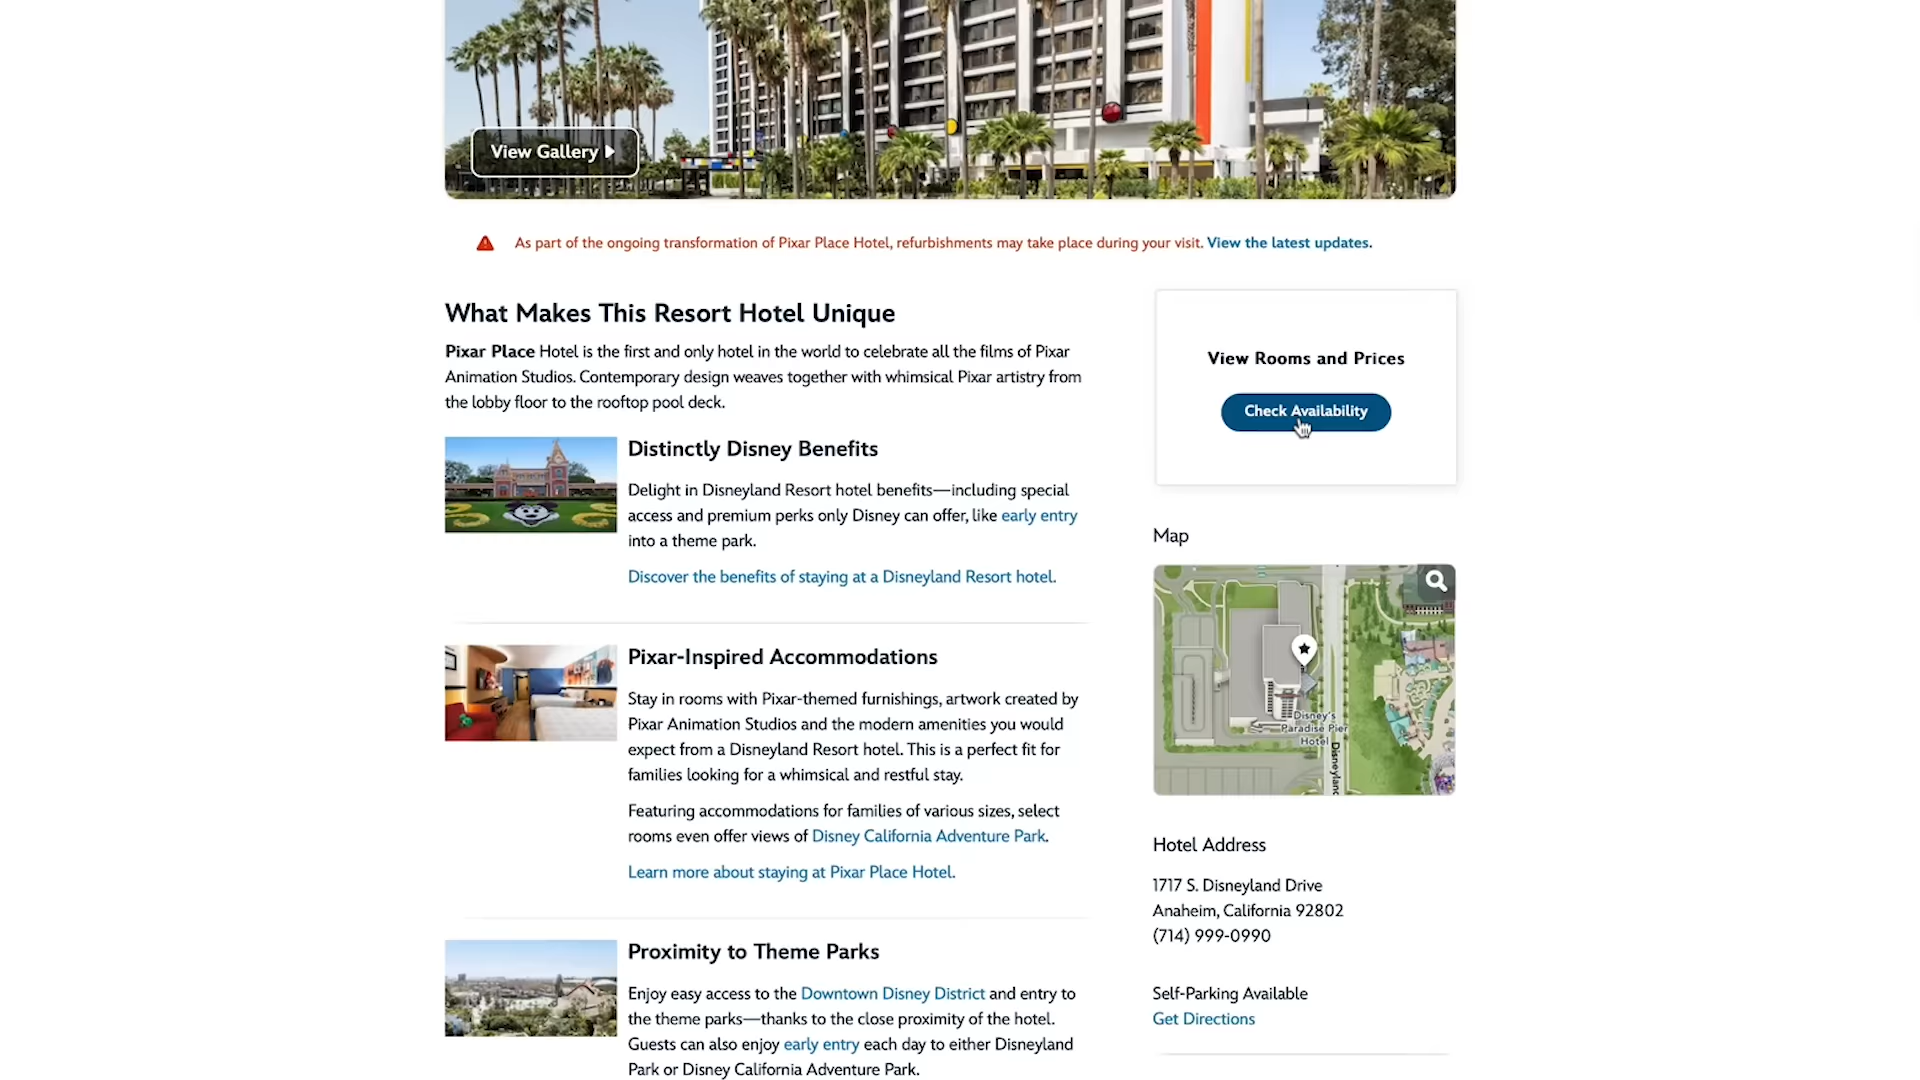 View Gallery
As part of the ongoing transformation of Pixar Place Hotel, refurbishments may take place during your visit. View the latest updates.
What Makes This Resort Hotel Unique
Pixar Place Hotel is the first and only hotel in the world to celebrate all the films of Pixar
Animation Studios. Contemporary design weaves together with whimsical Pixar artistry from
the lobby floor to the rooftop pool deck.
Distinctly Disney Benefits
Delight in Disneyland Resort hotel benefits—including special
access and premium perks only Disney can offer, like early entry
into a theme park.
Discover the benefits of staying at a Disneyland Resort hotel.
Pixar-Inspired Accommodations
Stay in rooms with Pixar-themed furnishings, artwork created by
Pixar Animation Studios and the modern amenities you would
expect from a Disneyland Resort hotel. This is a perfect fit for
families looking for a whimsical and restful stay.
Featuring accommodations for families of various sizes, select
rooms even offer views of Disney California Adventure Park.
Learn more about staying at Pixar Place Hotel.
Proximity to Theme Parks
Enjoy easy access to the Downtown Disney District and entry to
the theme parks—thanks to the close proximity of the hotel.
Guests can also enjoy early entry each day to either Disneyland
Park or Disney California Adventure Park.
View Rooms and Prices
Check Availability
Map
Disney's
Paradise Pier
Hotel
Disneyland
Hotel Address
1717 S. Disneyland Drive
Anaheim, California 92802
(714) 999-0990
Self-Parking Available
Get Directions